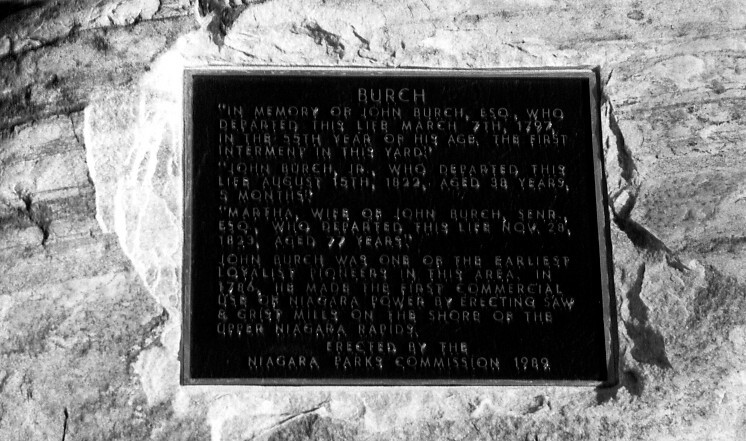 BURCH
"IN MEMORY OF JOHN BURCH, ESQ., WHO
DEPARTED THIS LIFE MARCH 7TH, 1797,
IN THE 55TH YEAR OF HIS AGE. THE FIRST
INTERMENT IN THIS YARD."
"JOHN BURCH, JR., WHO DEPARTED THIS
LIFE AUGUST 15TH, 1822, AGED 38 YEARS,
5 MONTHS."
"MARTHA, WIFE OF JOHN BURCH, SENR.,
ESQ., WHO DEPARTED THIS LIFE NOV. 28,
1823, AGED 77 YEARS."
JOHN BURCH WAS ONE OF THE EARLIEST
LOYALIST PIONEERS IN THIS AREA. IN
1786, HE MADE THE FIRST COMMERCIAL
USE OF NIAGARA POWER BY ERECTING SAW
& GRIST MILLS ON THE SHORE OF THE
UPPER NIAGARA RAPIDS.
ERECTED BY THE
NIAGARA PARKS COMMISSION 1989